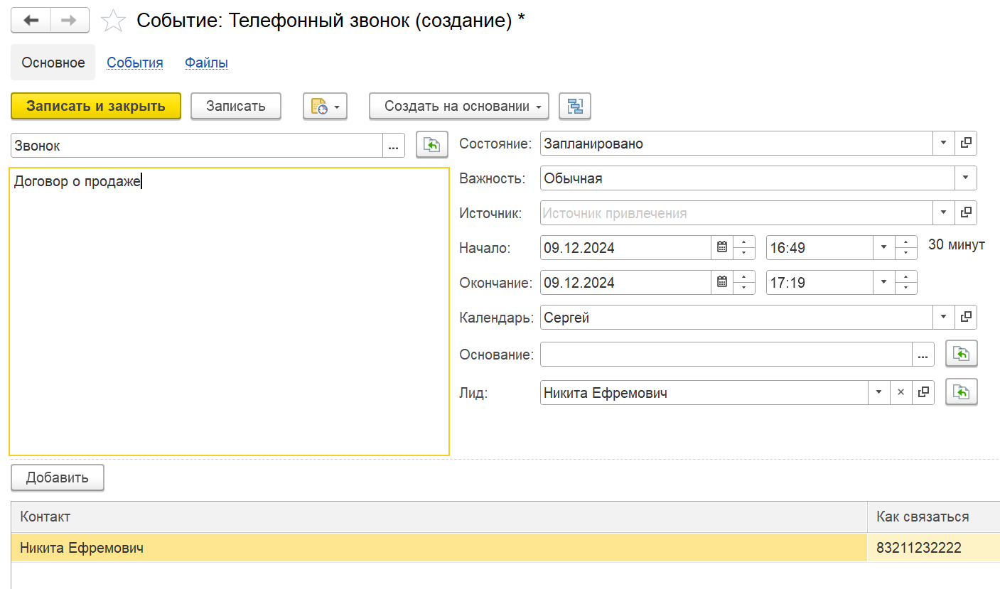 Событие: Телефонный звонок (создание) *
Основное События Файлы
Записать и закрыть Записать Создать на основании
Звонок ...
Договор о продаже
Состояние: Запланировано
Важность: Обычная
Источник: Источник привлечения
Начало: 09.12.2024 16:49 30 минут
Окончание: 09.12.2024 17:19
Календарь: Сергей
Основание: ...
Лид: Никита Ефремович
Добавить
Контакт Как связаться
Никита Ефремович 83211232222